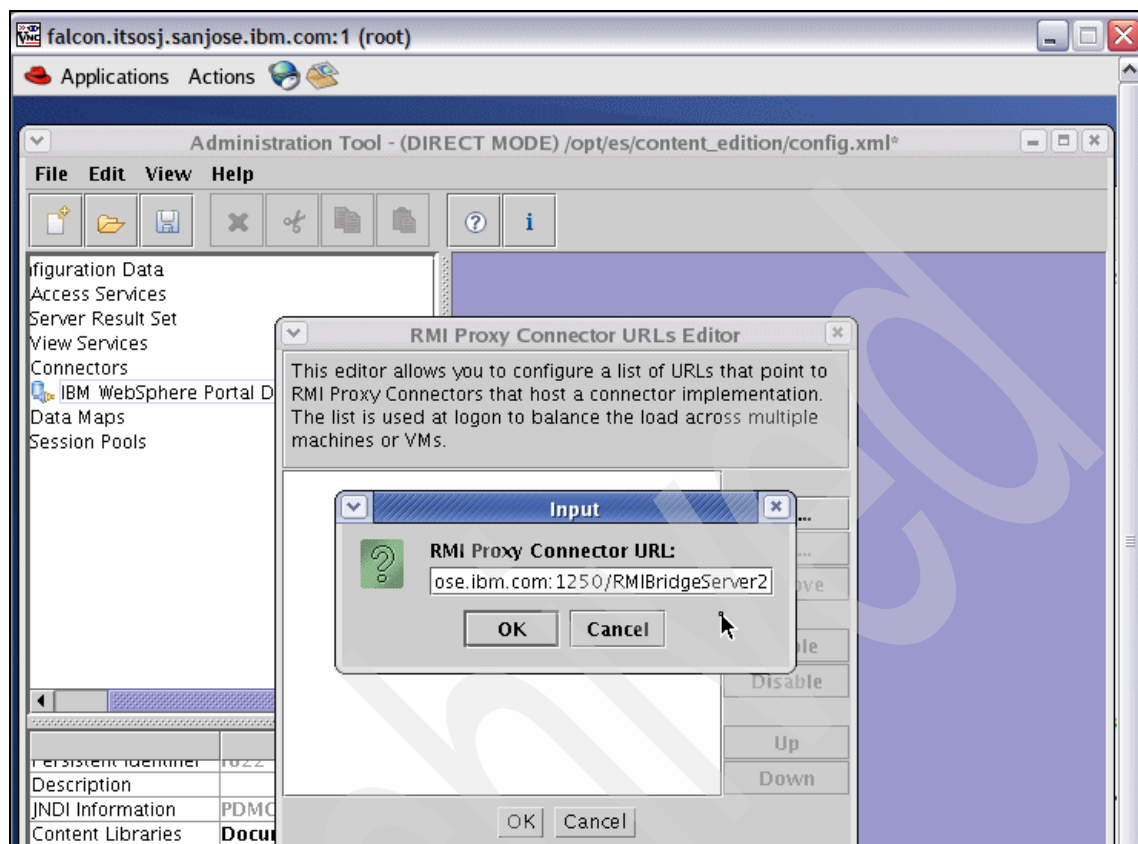 falcon.itsosj.sanjose.ibm.com:1 (root)
Applications Actions
Administration Tool - (DIRECT MODE) /opt/es/content_edition/config.xml*
File Edit View Help
figuration Data
Access Services
Server Result Set
View Services
Connectors
IBM WebSphere Portal D
Data Maps
Session Pools
RMI Proxy Connector URLs Editor
This editor allows you to configure a list of URLs that point to
RMI Proxy Connectors that host a connector implementation.
The list is used at logon to balance the load across multiple
machines or VMs.
...
...
ove
le
Disable
Up
Down
OK Cancel
Input
RMI Proxy Connector URL:
ose.ibm.com:1250/RMIBridgeServer2
OK Cancel
Persistent Identifier
Description
JNDI Information PDMC
Content Libraries Docu